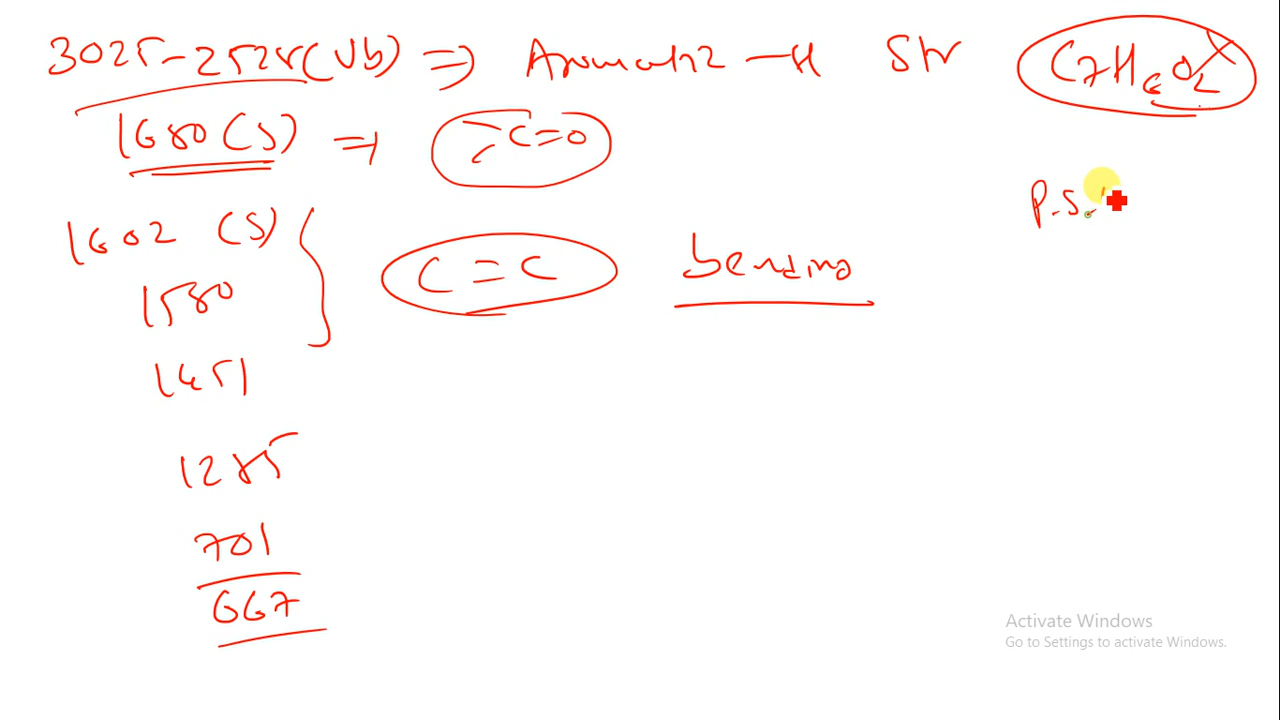 3025-2525(Vb) ⇒ Aromatic -H Str C7H6O2
1680 (S) ⇒ >C=O
P.S.
1602 (S)
C=C bending
1580
1451
1285
701
667
Activate Windows
Go to Settings to activate Windows.